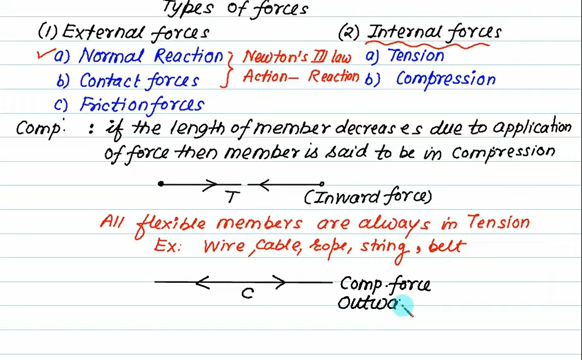 Types of forces
(1) External forces (2) Internal forces
a) Normal Reaction } Newton's III law a) Tension
b) Contact forces } Action - Reaction b) Compression
c) Friction forces
Comp: : if the length of member decreases due to application
of force then member is said to be in compression
T (Inward force)
All flexible members are always in Tension
Ex: Wire, Cable, rope, string, belt
C Comp. force
Outwa